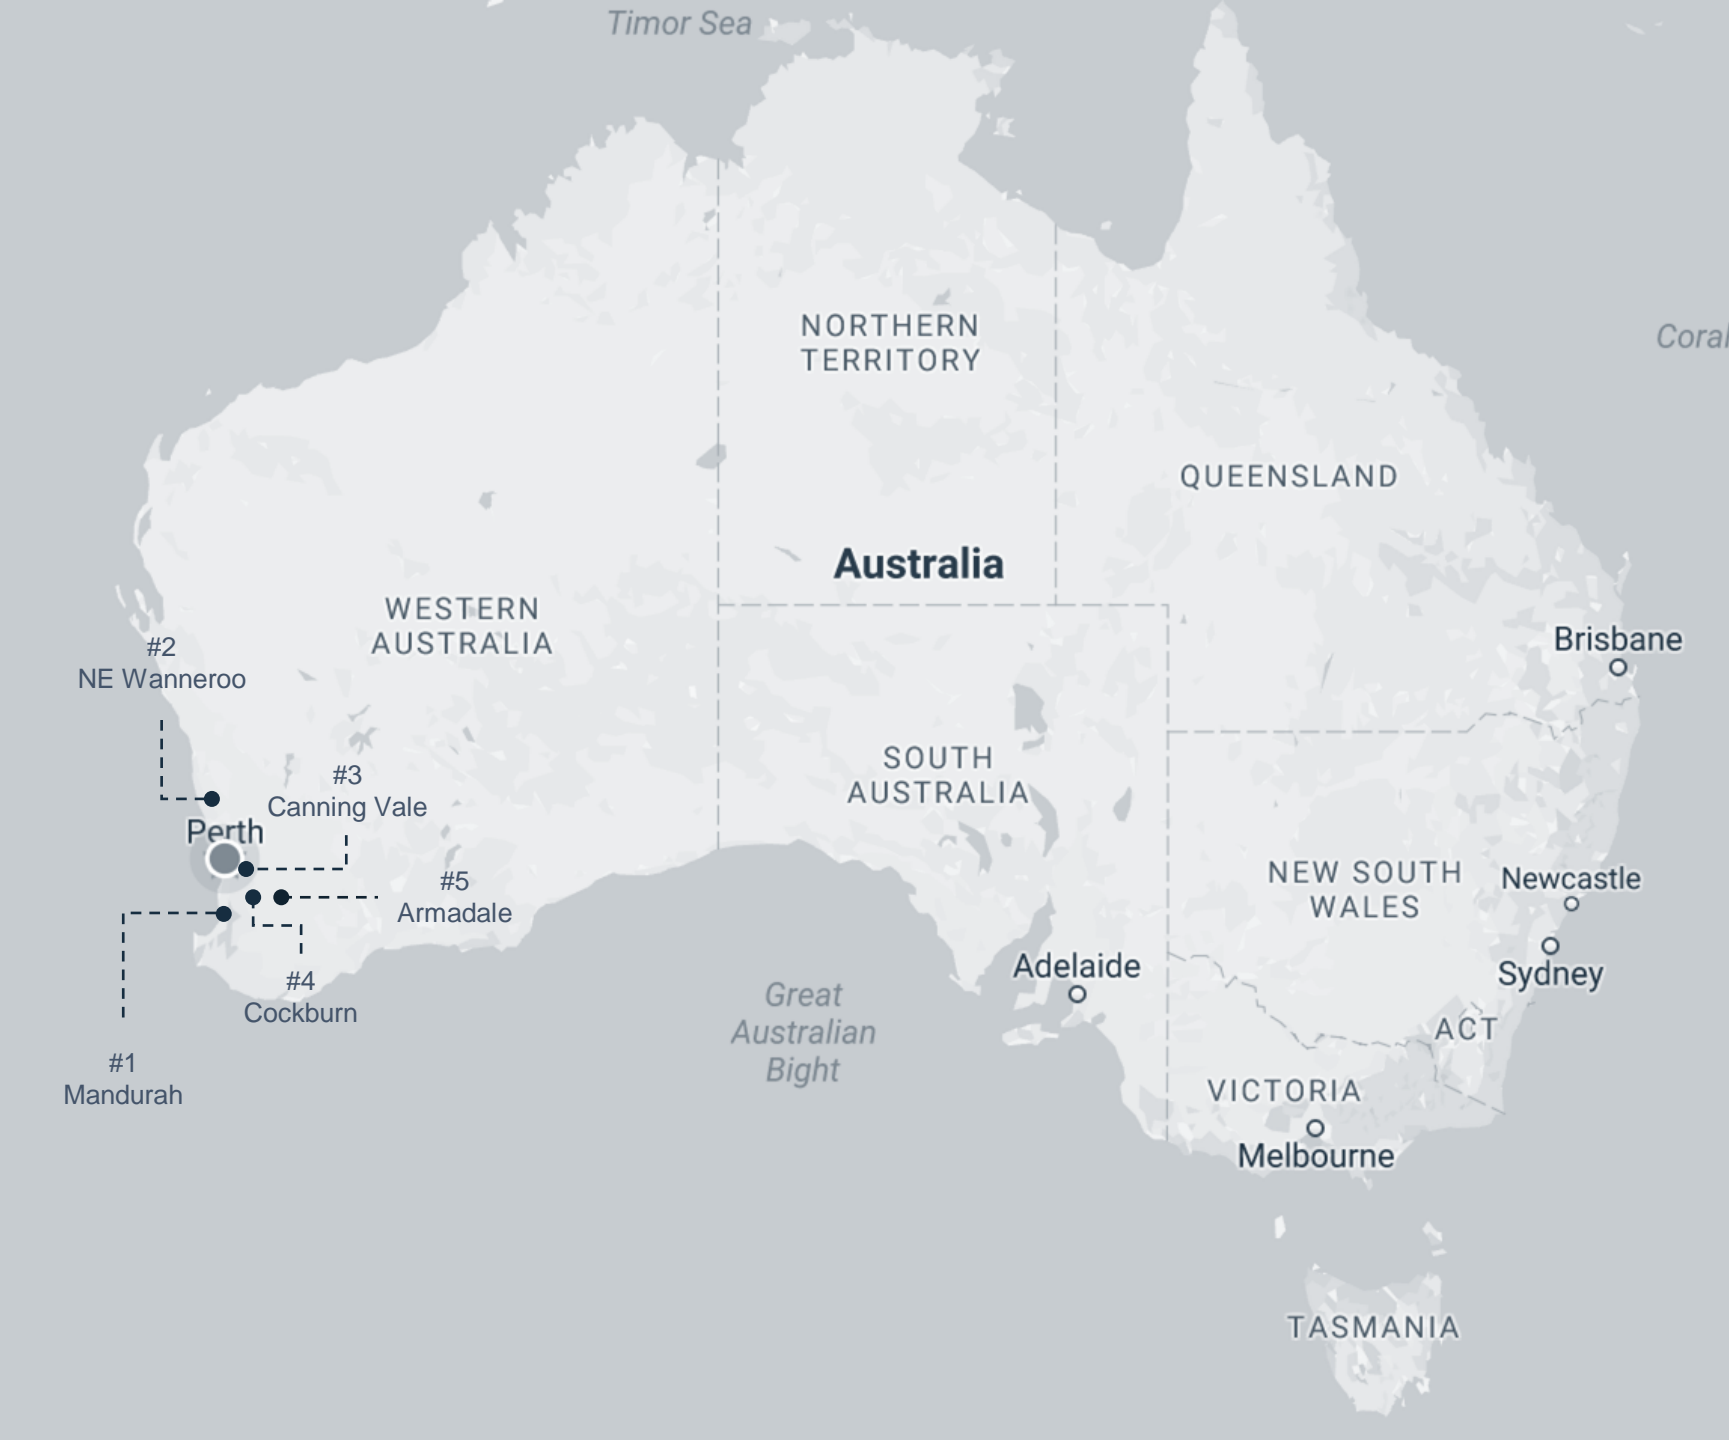 Timor Sea
NORTHERN
TERRITORY
Coral
QUEENSLAND
Australia
WESTERN
AUSTRALIA
#2
NE Wanneroo
Brisbane
SOUTH
AUSTRALIA
#3
Canning Vale
Perth
#5
Armadale
NEW SOUTH
WALES
Newcastle
Sydney
Adelaide
#4
Cockburn
Great
Australian
Bight
ACT
#1
Mandurah
VICTORIA
Melbourne
TASMANIA